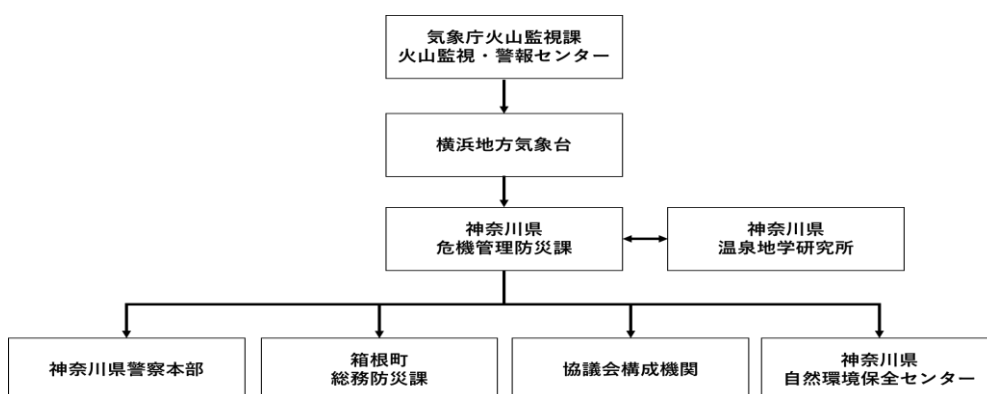 気象庁火山監視課
火山監視・警報センター
横浜地方気象台
神奈川県
危機管理防災課
神奈川県
温泉地学研究所
神奈川県警察本部
箱根町
総務防災課
協議会構成機関
神奈川県
自然環境保全センター